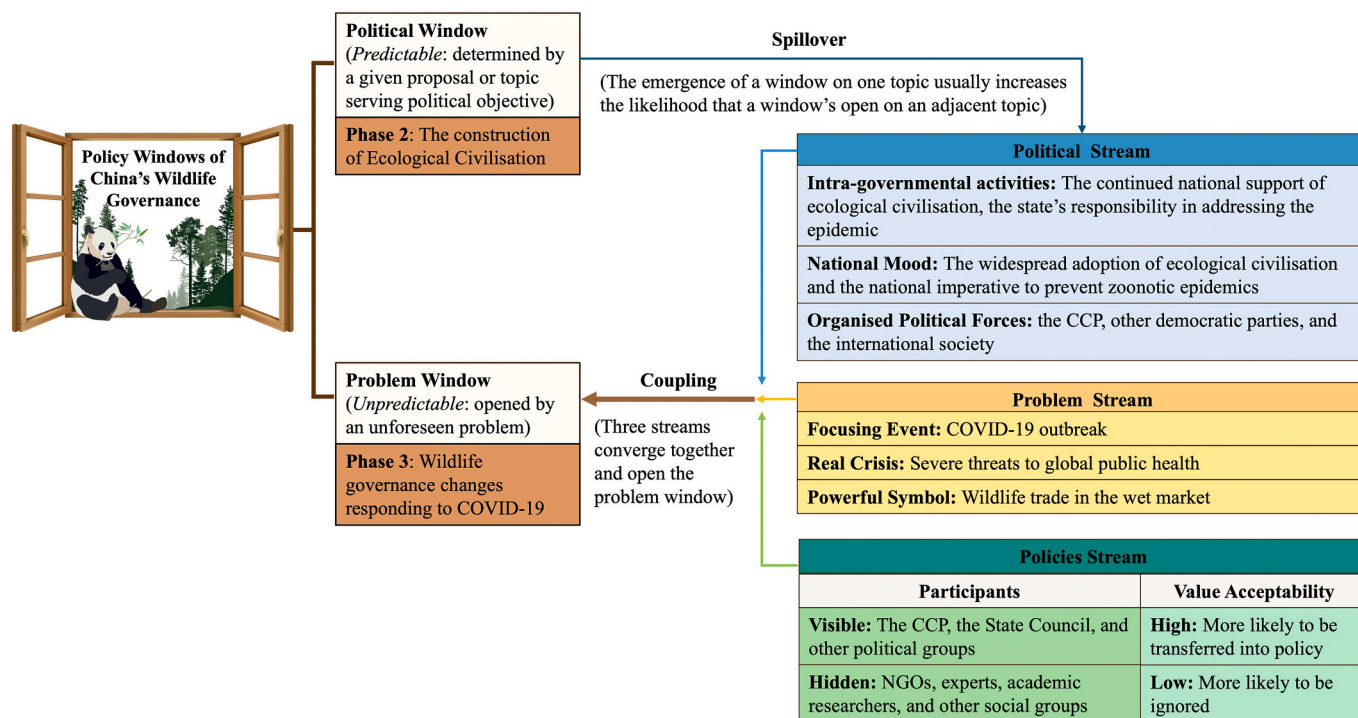 Policy Windows of
China's Wildlife
Governance
Political Window
(Predictable: determined by
a given proposal or topic
serving political objective)
Phase 2: The construction
of Ecological Civilisation
Spillover
(The emergence of a window on one topic usually increases
the likelihood that a window's open on an adjacent topic)
Political Stream
Intra-governmental activities: The continued national support of
ecological civilisation, the state's responsibility in addressing the
epidemic
National Mood: The widespread adoption of ecological civilisation
and the national imperative to prevent zoonotic epidemics
Organised Political Forces: the CCP, other democratic parties, and
the international society
Problem Window
(Unpredictable: opened by
an unforeseen problem)
Phase 3: Wildlife
governance changes
responding to COVID-19
Coupling
(Three streams
converge together
and open the
problem window)
Problem Stream
Focusing Event: COVID-19 outbreak
Real Crisis: Severe threats to global public health
Powerful Symbol: Wildlife trade in the wet market
Policies Stream
Participants
Value Acceptability
Visible: The CCP, the State Council, and
other political groups
High: More likely to be
transferred into policy
Hidden: NGOs, experts, academic
researchers, and other social groups
Low: More likely to be
ignored